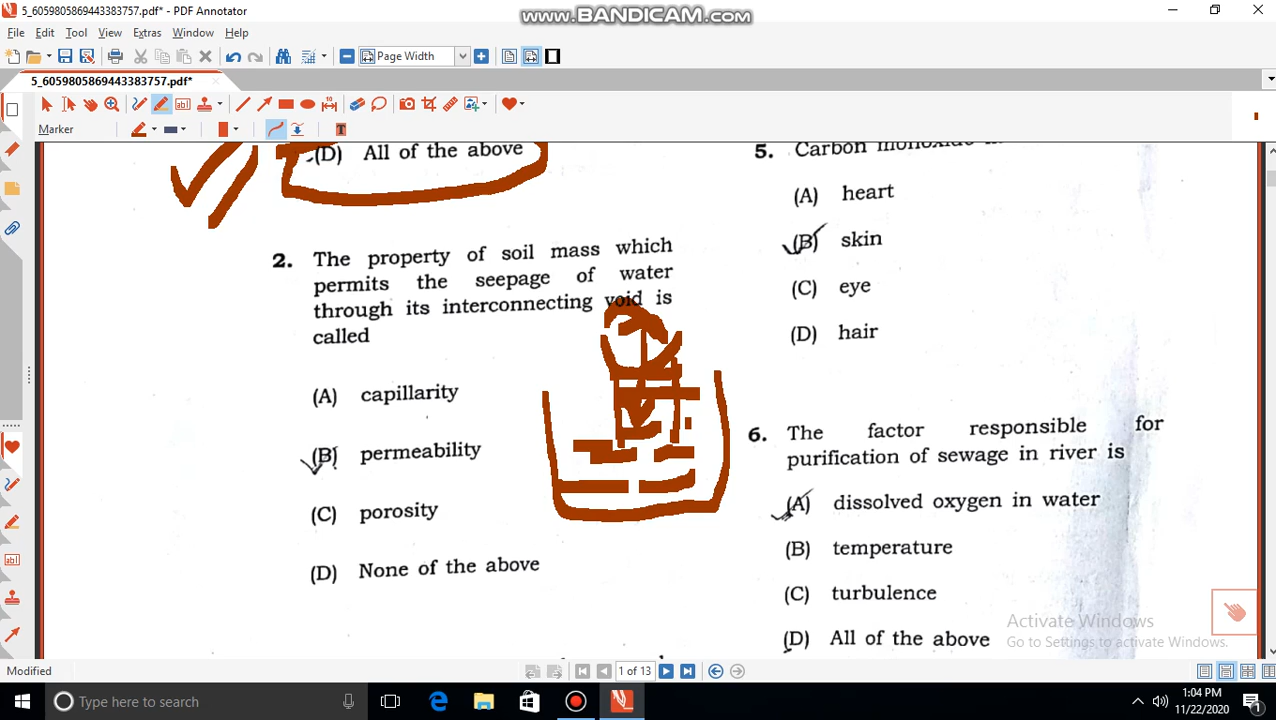 5_6059805869443383757.pdf* - PDF Annotator
www.BANDICAM.com
File Edit Tool View Extras Window Help
Page Width
5_6059805869443383757.pdf*
Marker
(D) All of the above
2. The property of soil mass which
permits the seepage of water
through its interconnecting void is
called
(A) capillarity
(B) permeability
(C) porosity
(D) None of the above
5. Carbon monoxide
(A) heart
(B) skin
(C) eye
(D) hair
6. The factor responsible for
purification of sewage in river is
(A) dissolved oxygen in water
(B) temperature
(C) turbulence
(D) All of the above
Activate Windows
Go to Settings to activate Windows.
Modified
1 of 13
Type here to search
1:04 PM
11/22/2020